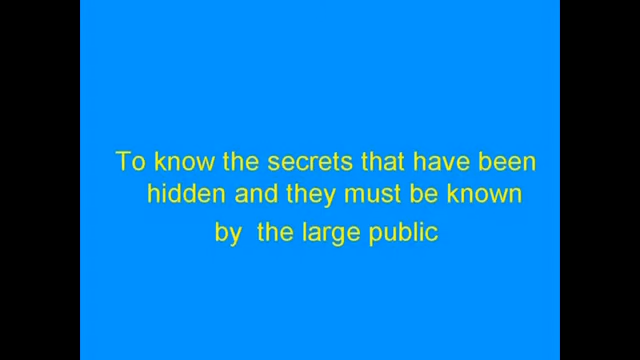 To know the secrets that have been
hidden and they must be known
by the large public